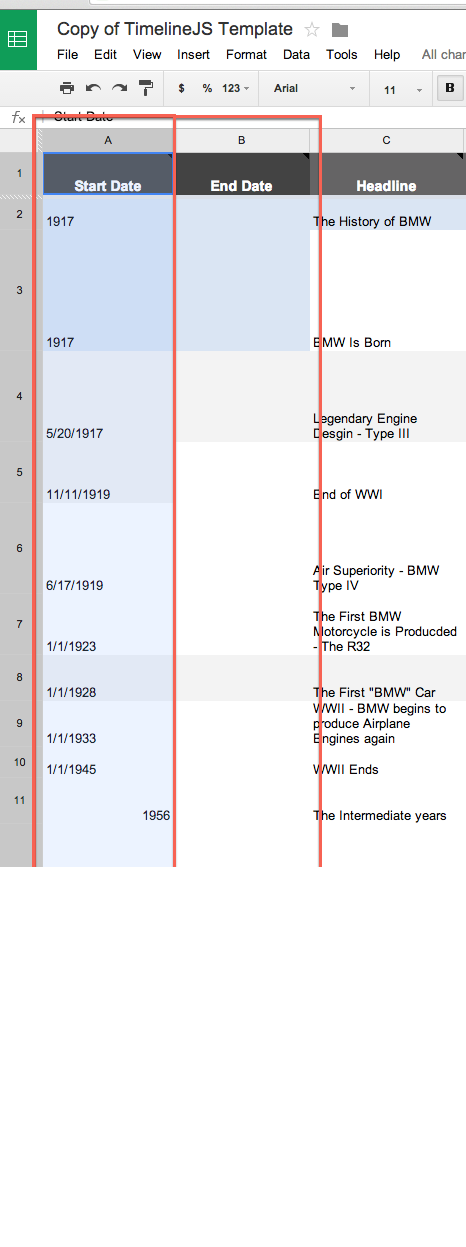 Copy of TimelineJS Template
File Edit View Insert Format Data Tools Help All char
$ % 123 Arial 11 B
fx Start Date
A B C
1 Start Date End Date Headline
2 1917 The History of BMW
3 1917 BMW Is Born
4 5/20/1917 Legendary Engine
Desgin - Type III
5 11/11/1919 End of WWI
6 6/17/1919 Air Superiority - BMW
Type IV
7 1/1/1923 The First BMW
Motorcycle is Producded
- The R32
8 1/1/1928 The First "BMW" Car
9 1/1/1933 WWII - BMW begins to
produce Airplane
Engines again
10 1/1/1945 WWII Ends
11 1956 The Intermediate years